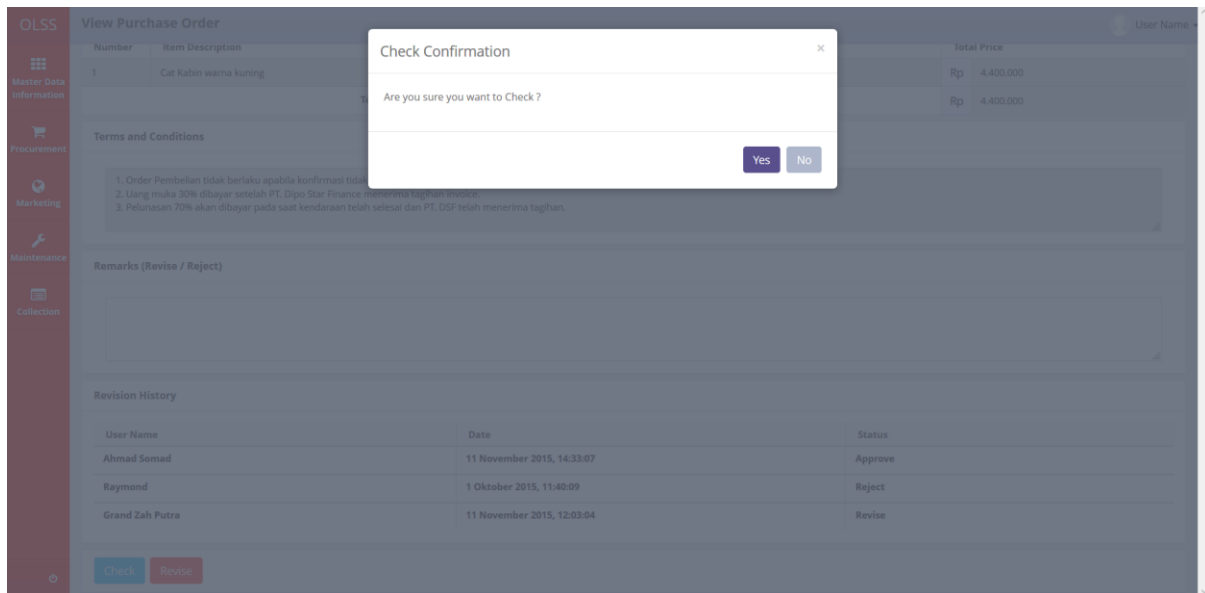 OLSS
View Purchase Order
User Name
Master Data
Information
Procurement
Marketing
Maintenance
Collection
Check Confirmation ×
Are you sure you want to Check ?
Yes No
Number Item Description Total Price
1 Cat Kabin warna kuning Rp 4.400.000
Rp 4.400.000
Terms and Conditions
1. Order Pembelian tidak berlaku apabila konfirmasi tidak
2. Uang muka 30% dibayar setelah PT. Dipo Star Finance menerima tagihan invoice.
3. Pelunasan 70% akan dibayar pada saat kendaraan telah selesai dan PT. DSF telah menerima tagihan.
Remarks (Revise / Reject)
Revision History
User Name Date Status
Ahmad Somad 11 November 2015, 14:33:07 Approve
Raymond 1 Oktober 2015, 11:40:09 Reject
Grand Zah Putra 11 November 2015, 12:03:04 Revise
Check Revise